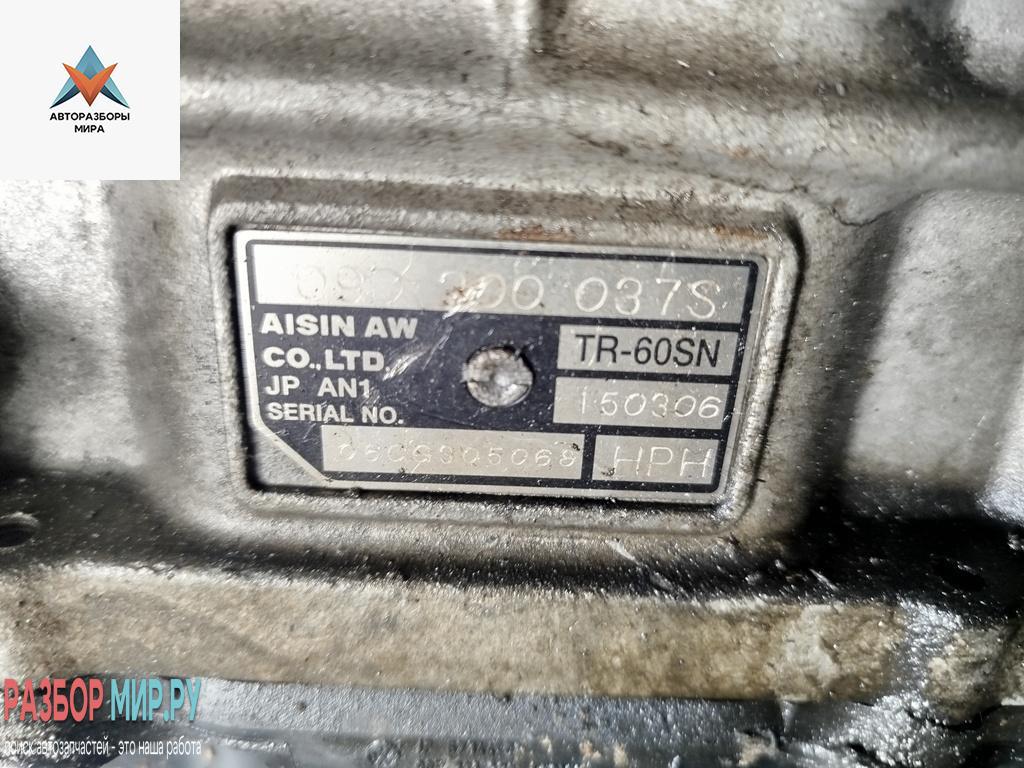 АВТОРАЗБОРЫ
МИРА
09D 300 037S
AISIN AW
CO.,LTD.
TR-60SN
JP AN1
150306
SERIAL NO.
HPH
РАЗБОР МИР.РУ
поиск автозапчастей - это наша работа